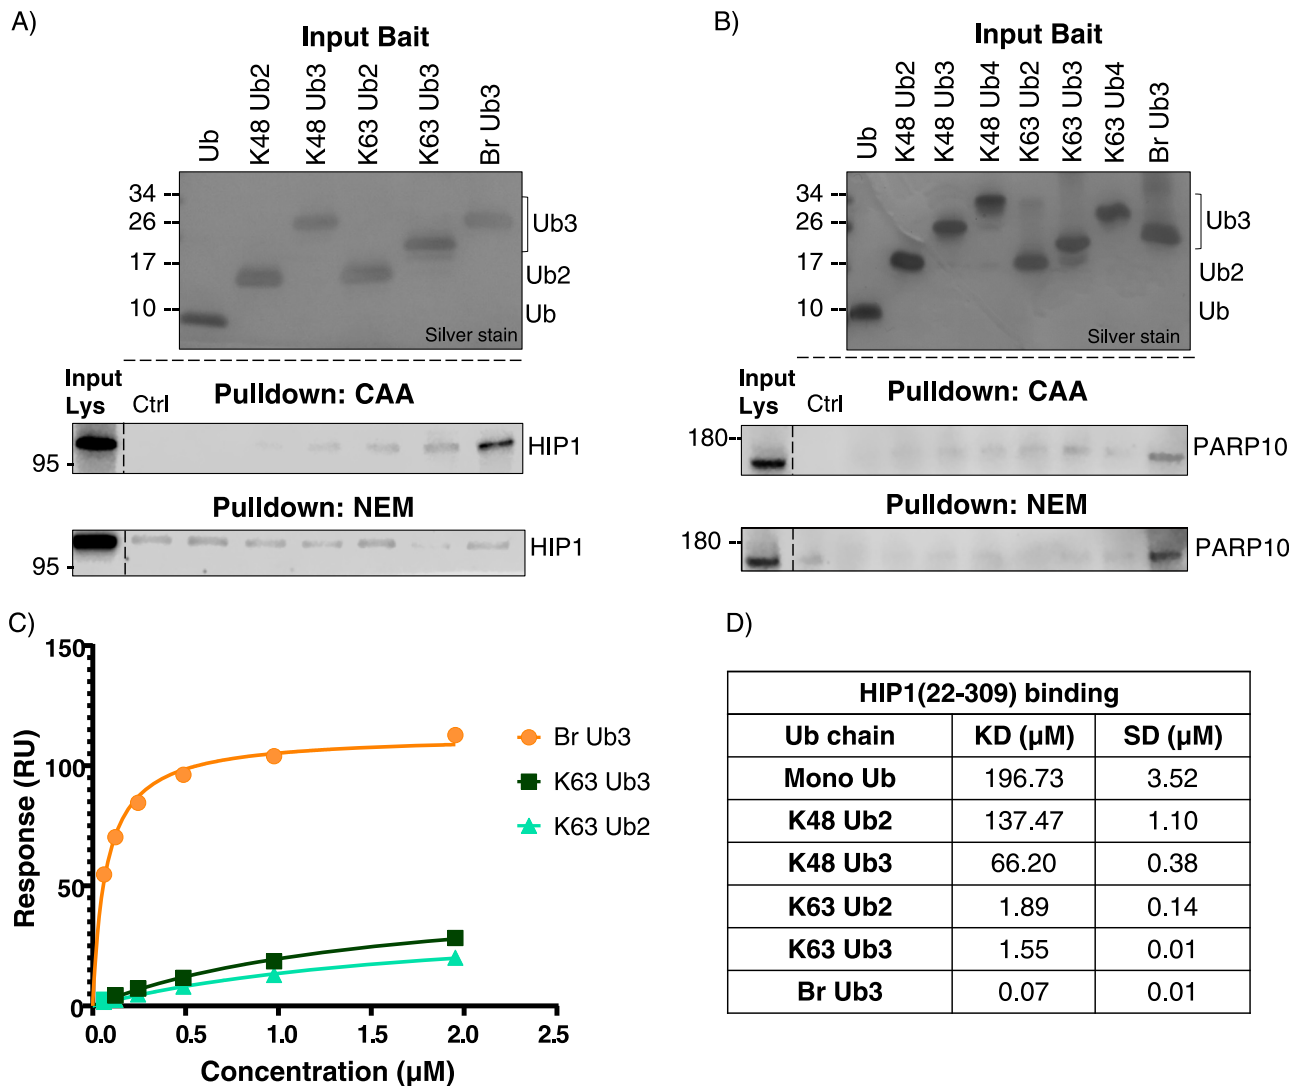 A)
Input Bait
Ub
K48 Ub2
K48 Ub3
K63 Ub2
K63 Ub3
Br Ub3
34
26
17
10
Ub3
Ub2
Ub
Silver stain
Input
Lys
Ctrl
Pulldown: CAA
95
HIP1
Pulldown: NEM
95
HIP1
B)
Input Bait
Ub
K48 Ub2
K48 Ub3
K48 Ub4
K63 Ub2
K63 Ub3
K63 Ub4
Br Ub3
34
26
17
10
Ub3
Ub2
Ub
Silver stain
Input
Lys
Ctrl
Pulldown: CAA
180
PARP10
Pulldown: NEM
180
PARP10
C)
Response (RU)
150
100
50
0
0.0 0.5 1.0 1.5 2.0 2.5
Concentration (µM)
Br Ub3
K63 Ub3
K63 Ub2
D)
HIP1(22-309) binding
Ub chain KD (µM) SD (µM)
Mono Ub 196.73 3.52
K48 Ub2 137.47 1.10
K48 Ub3 66.20 0.38
K63 Ub2 1.89 0.14
K63 Ub3 1.55 0.01
Br Ub3 0.07 0.01